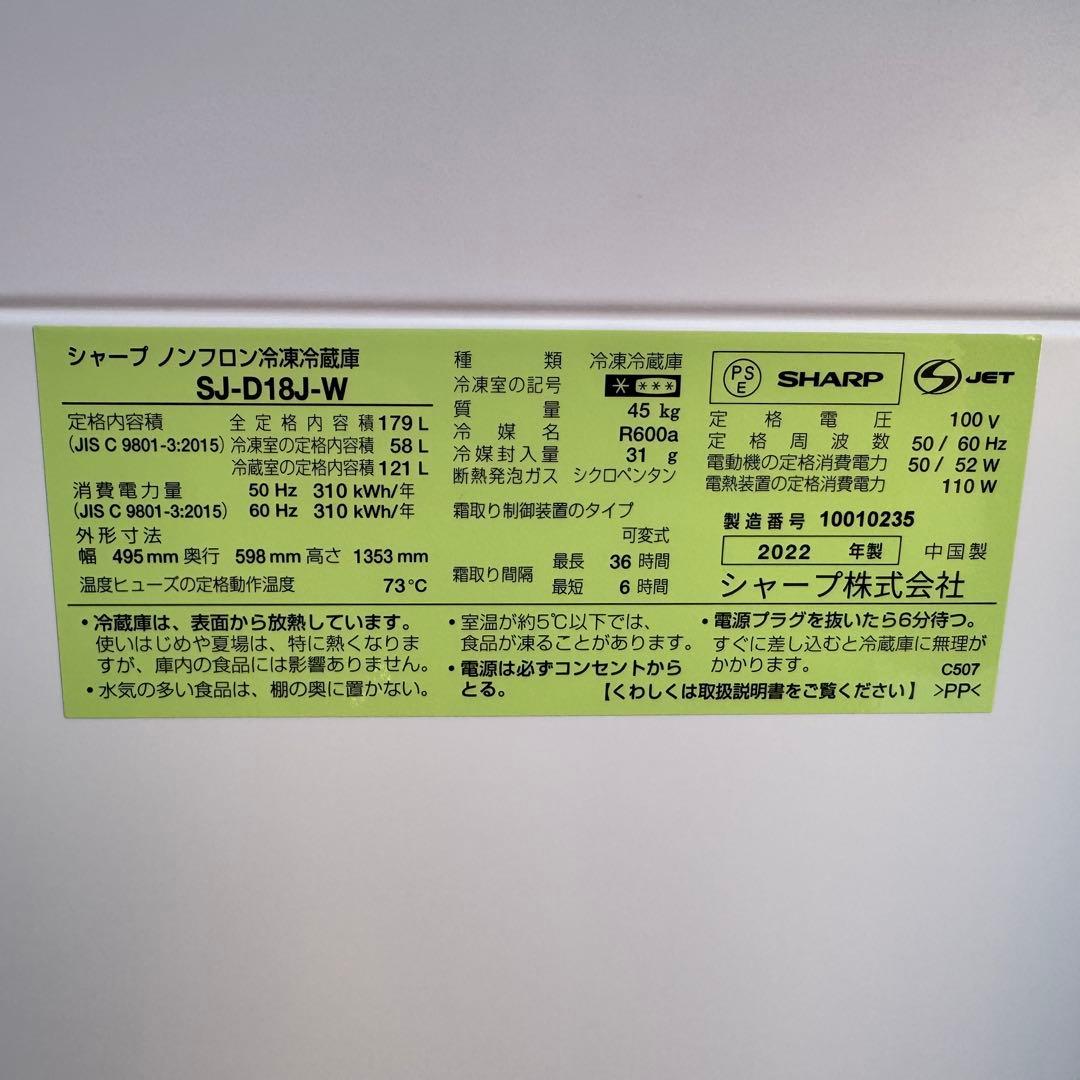 シャープ ノンフロン冷凍冷蔵庫
SJ-D18J-W
定格内容積 全定格内容積 179 L
(JIS C 9801-3:2015) 冷凍室の定格内容積 58 L
冷蔵室の定格内容積 121 L
消費電力量 50 Hz 310 kWh/年
(JIS C 9801-3:2015) 60 Hz 310 kWh/年
外形寸法
幅 495 mm 奥行 598 mm 高さ 1353 mm
温度ヒューズの定格動作温度 73 ℃
種類 冷凍冷蔵庫
冷凍室の記号 * ***
質量 45 kg
冷媒名 R600a
冷媒封入量 31 g
断熱発泡ガス シクロペンタン
霜取り制御装置のタイプ
可変式
霜取り間隔 最長 36 時間
最短 6 時間
PS E SHARP S JET
定格電圧 100 V
定格周波数 50 / 60 Hz
電動機の定格消費電力 50 / 52 W
電熱装置の定格消費電力 110 W
製造番号 10010235
2022 年製 中国製
シャープ株式会社
・冷蔵庫は、表面から放熱しています。
使いはじめや夏場は、特に熱くなりま
すが、庫内の食品には影響ありません。
・水気の多い食品は、棚の奥に置かない。
・室温が約5℃以下では、
食品が凍ることがあります。
・電源は必ずコンセントから
とる。
・電源プラグを抜いたら6分待つ。
すぐに差し込むと冷蔵庫に無理が
かかります。 C507
【くわしくは取扱説明書をご覧ください】 >PP<